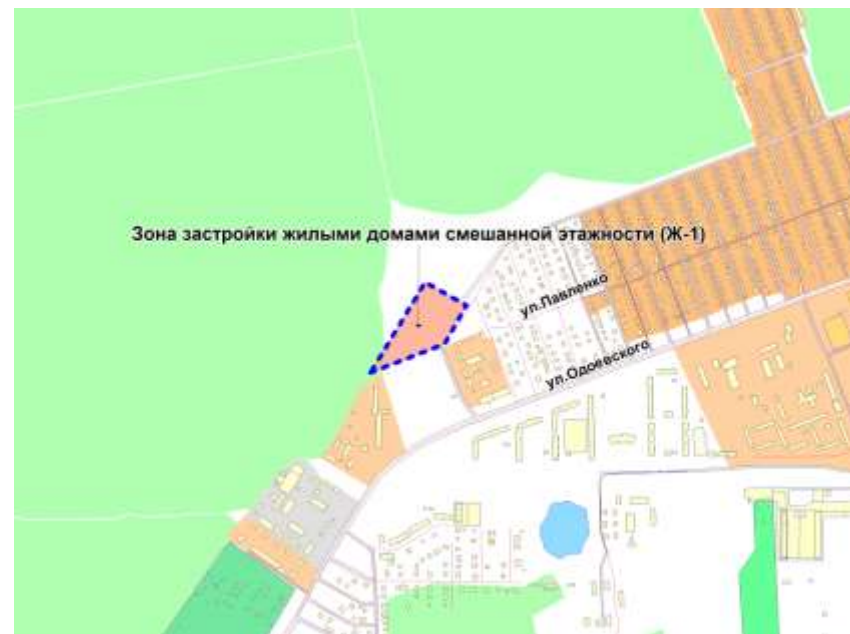 Зона застройки жилыми домами смешанной этажности (Ж-1)
ул.Павленко
ул.Одоевского